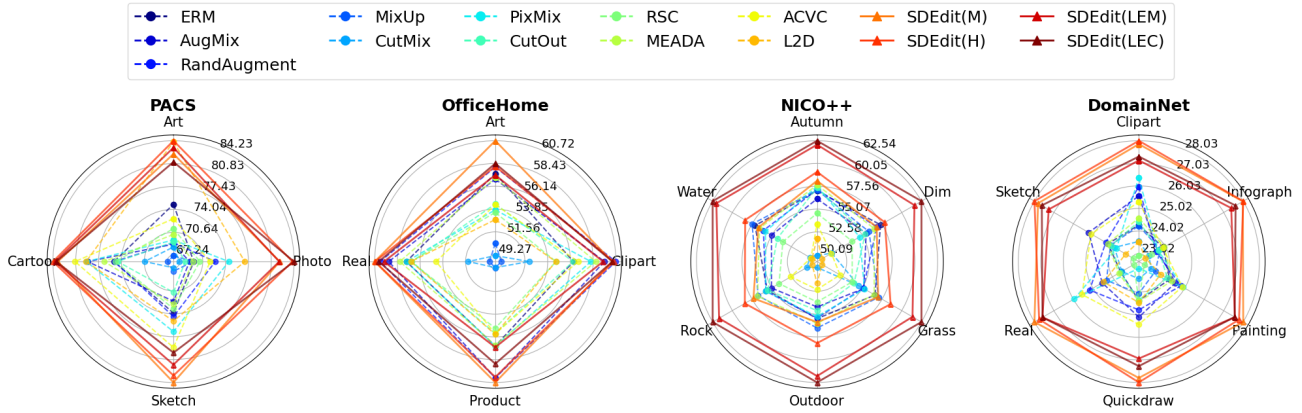 ERM MixUp PixMix RSC ACVC SDEdit(M) SDEdit(LEM)
AugMix CutMix CutOut MEADA L2D SDEdit(H) SDEdit(LEC)
RandAugment
PACS OfficeHome NICO++ DomainNet
Art Art Autumn Clipart
84.23 60.72 62.54 28.03
80.83 58.43 60.05 27.03
77.43 56.14 57.56 26.03
Water Dim Sketch Infograph
74.04 53.85 55.07 25.02
70.64 51.56 52.58 24.02
67.24 49.27 50.09
Cartoon Photo Real Clipart
Rock Grass Real Painting
Sketch Product Outdoor Quickdraw